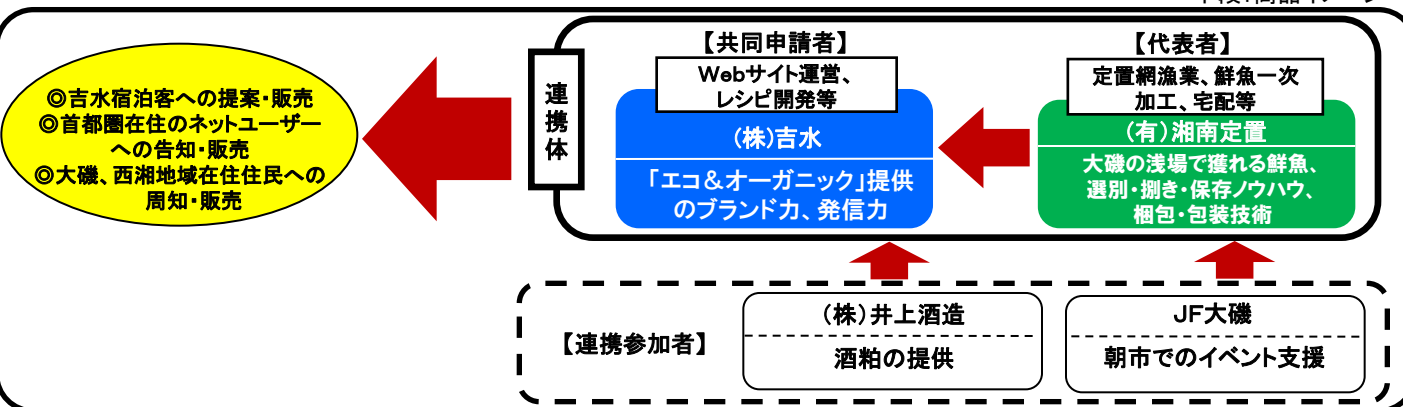 ◎吉水宿泊客への提案・販売
◎首都圏在住のネットユーザー
への告知・販売
◎大磯、西湘地域在住住民への
周知・販売
連
携
体
【共同申請者】
Webサイト運営、
レシピ開発等
(株)吉水
「エコ&オーガニック」提供
のブランド力、発信力
【代表者】
定置網漁業、鮮魚一次
加工、宅配等
(有)湘南定置
大磯の浅場で獲れる鮮魚、
選別・捌き・保存ノウハウ、
梱包・包装技術
【連携参加者】
(株)井上酒造
酒粕の提供
JF大磯
朝市でのイベント支援